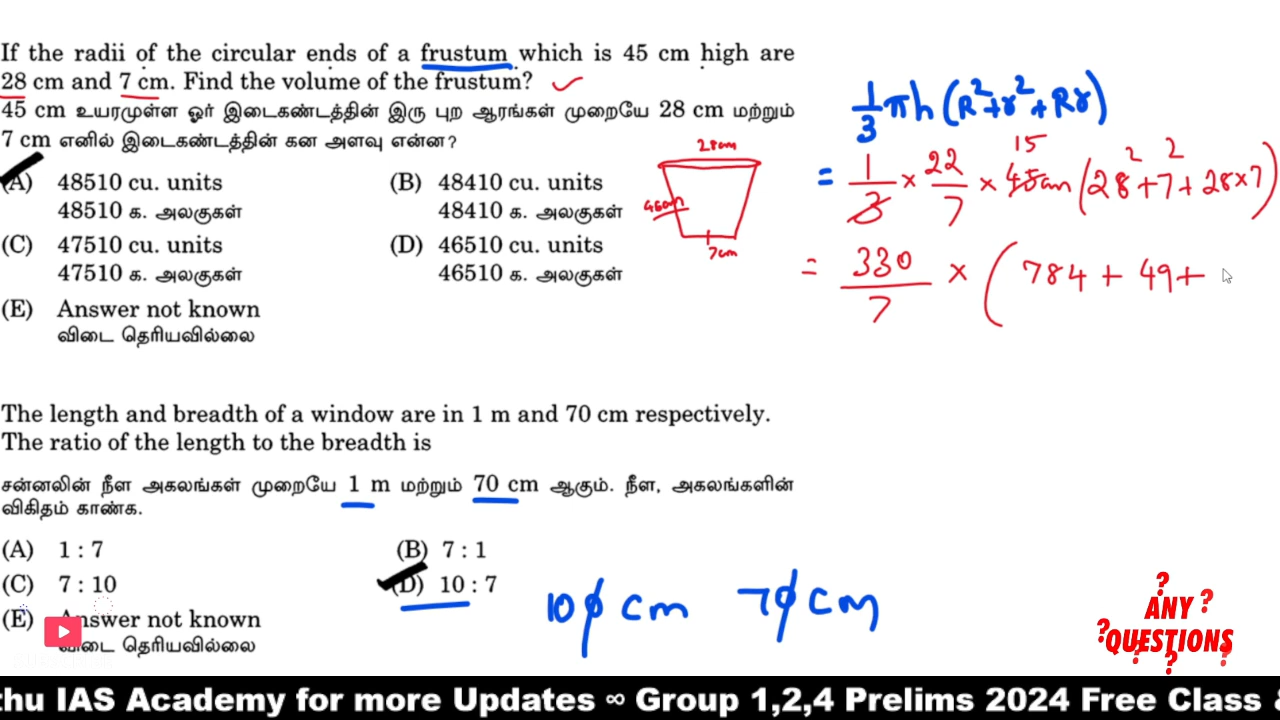 If the radii of the circular ends of a frustum which is 45 cm high are
28 cm and 7 cm. Find the volume of the frustum?
45 cm உயரமுள்ள ஓர் இடைகண்டத்தின் இரு புற ஆரங்கள் முறையே 28 cm மற்றும்
7 cm எனில் இடைகண்டத்தின் கன அளவு என்ன?
(A) 48510 cu. units (B) 48410 cu. units
48510 க. அலகுகள் 48410 க. அலகுகள்
(C) 47510 cu. units (D) 46510 cu. units
47510 க. அலகுகள் 46510 க. அலகுகள்
(E) Answer not known
விடை தெரியவில்லை
28cm
7cm
1/3 πh (R²+r²+Rr)
15
= 1/3 × 22/7 × 45cm (28²+7²+28×7)
= 330/7 × (784 + 49+
The length and breadth of a window are in 1 m and 70 cm respectively.
The ratio of the length to the breadth is
சன்னலின் நீள அகலங்கள் முறையே 1 m மற்றும் 70 cm ஆகும். நீள, அகலங்களின்
விகிதம் காண்க.
(A) 1 : 7 (B) 7 : 1
(C) 7 : 10 (D) 10 : 7
(E) Answer not known
விடை தெரியவில்லை
100 cm 70 cm
ANY
QUESTIONS
thu IAS Academy for more Updates ∞ Group 1,2,4 Prelims 2024 Free Class &